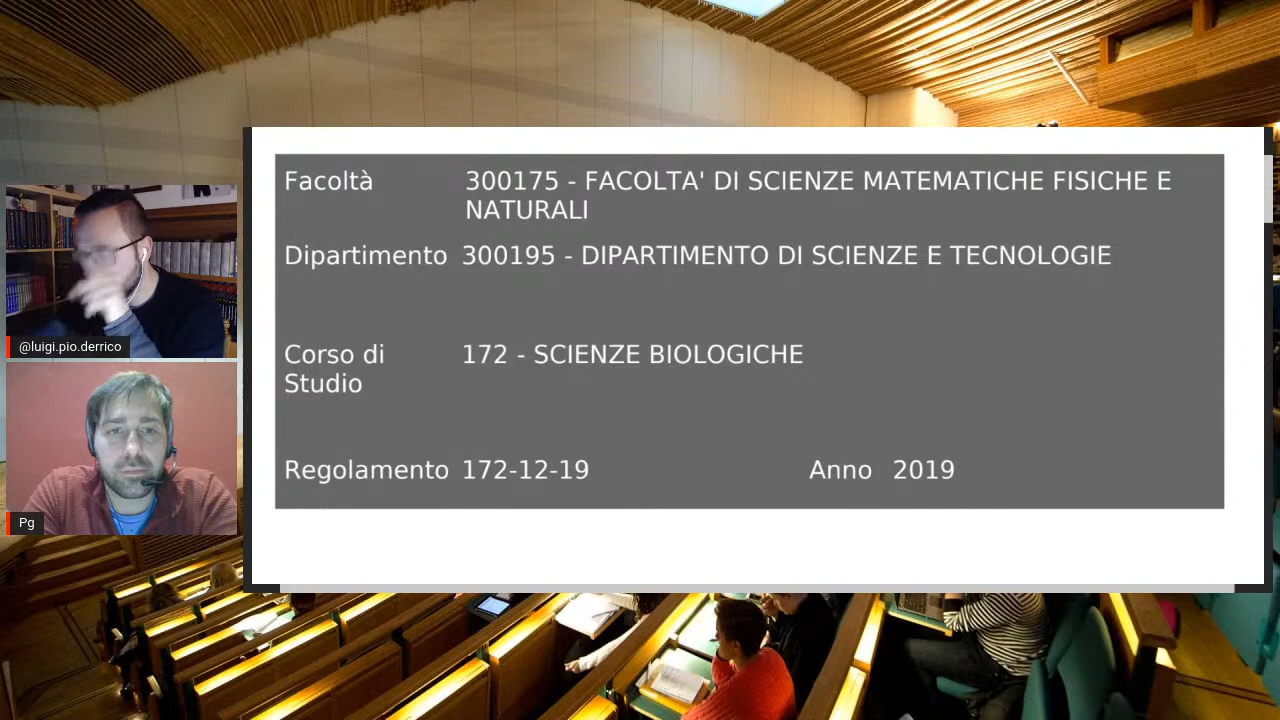 Facoltà 300175 - FACOLTA' DI SCIENZE MATEMATICHE FISICHE E
NATURALI
Dipartimento 300195 - DIPARTIMENTO DI SCIENZE E TECNOLOGIE
Corso di 172 - SCIENZE BIOLOGICHE
Studio
Regolamento 172-12-19 Anno 2019
@luigi.pio.derrico
Pg